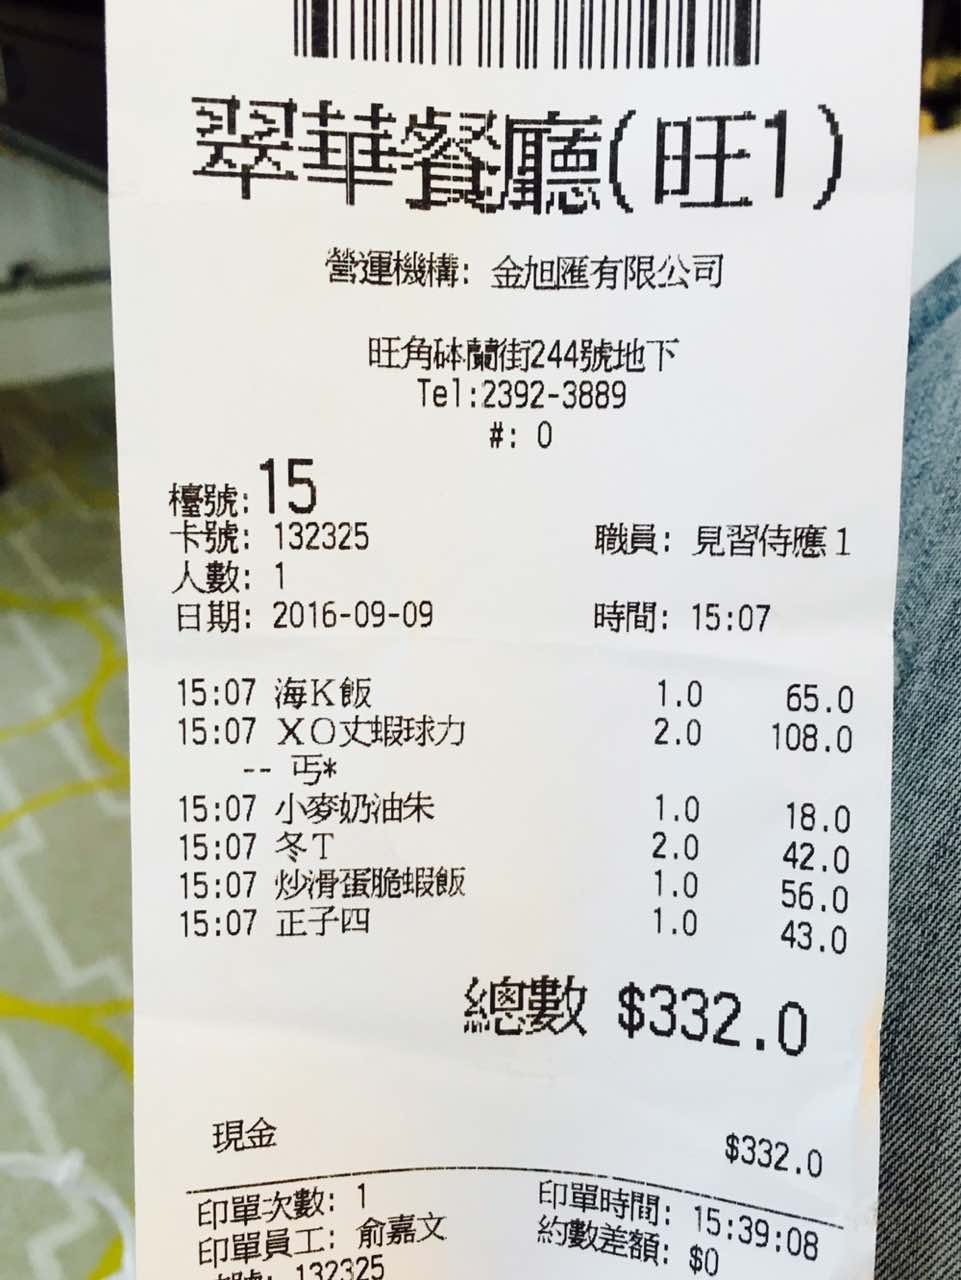 翠華餐廳(旺1)
營運機構: 金旭匯有限公司
旺角砵蘭街244號地下
Tel:2392-3889
#: 0
檯號: 15
卡號: 132325 職員: 見習侍應1
人數: 1
日期: 2016-09-09 時間: 15:07
15:07 海K飯 1.0 65.0
15:07 XO丈蝦球力 2.0 108.0
-- 丐*
15:07 小麥奶油朱 1.0 18.0
15:07 冬T 2.0 42.0
15:07 炒滑蛋脆蝦飯 1.0 56.0
15:07 正子四 1.0 43.0
總數 $332.0
現金 $332.0
印單次數: 1 印單時間: 15:39:08
印單員工: 俞嘉文 約數差額: $0
號: 132325